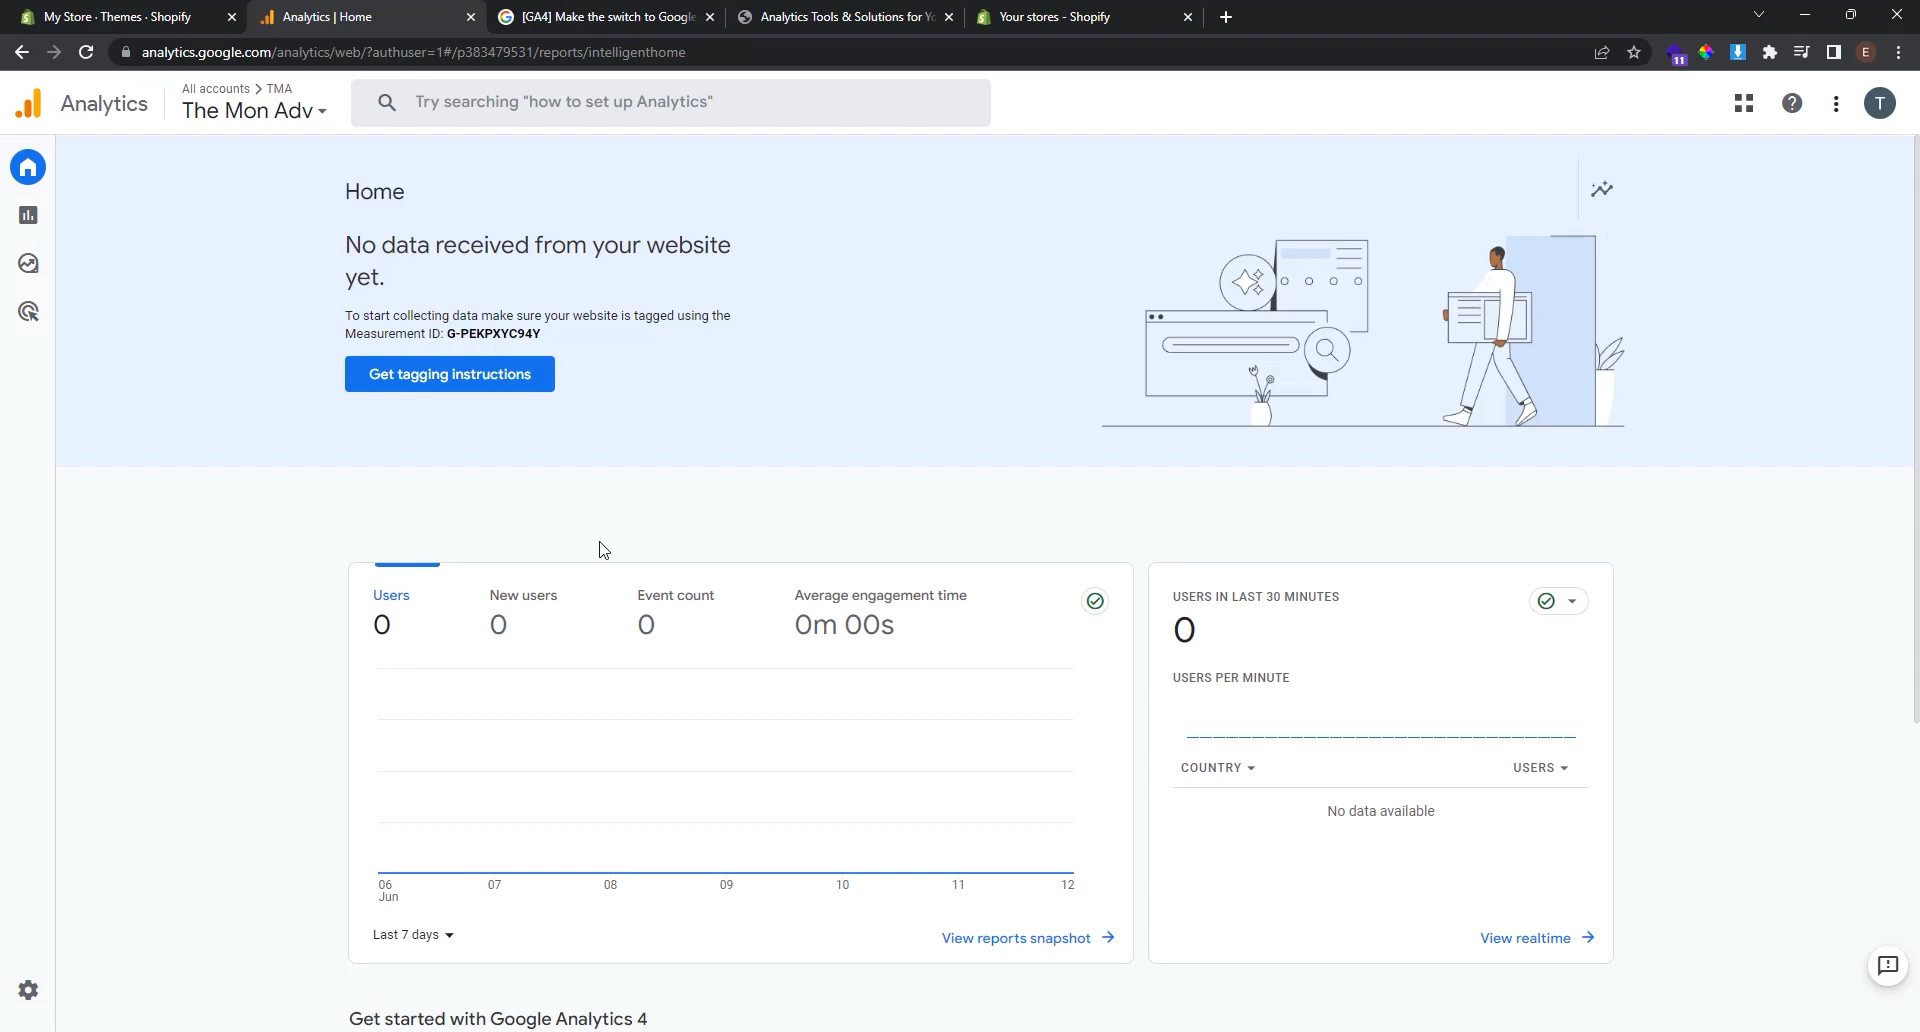 My Store · Themes · Shopify
Analytics | Home
[GA4] Make the switch to Google
Analytics Tools & Solutions for Yo
Your stores - Shopify
analytics.google.com/analytics/web/?authuser=1#/p383479531/reports/intelligenthome
11
E
Analytics
All accounts > TMA
The Mon Adv
Try searching "how to set up Analytics"
T
Home
No data received from your website
yet.
To start collecting data make sure your website is tagged using the
Measurement ID: G-PEKPXYC94Y
Get tagging instructions
Users
0
New users
0
Event count
0
Average engagement time
0m 00s
06
Jun
07
08
09
10
11
12
Last 7 days
View reports snapshot
USERS IN LAST 30 MINUTES
0
USERS PER MINUTE
COUNTRY
USERS
No data available
View realtime
Get started with Google Analytics 4